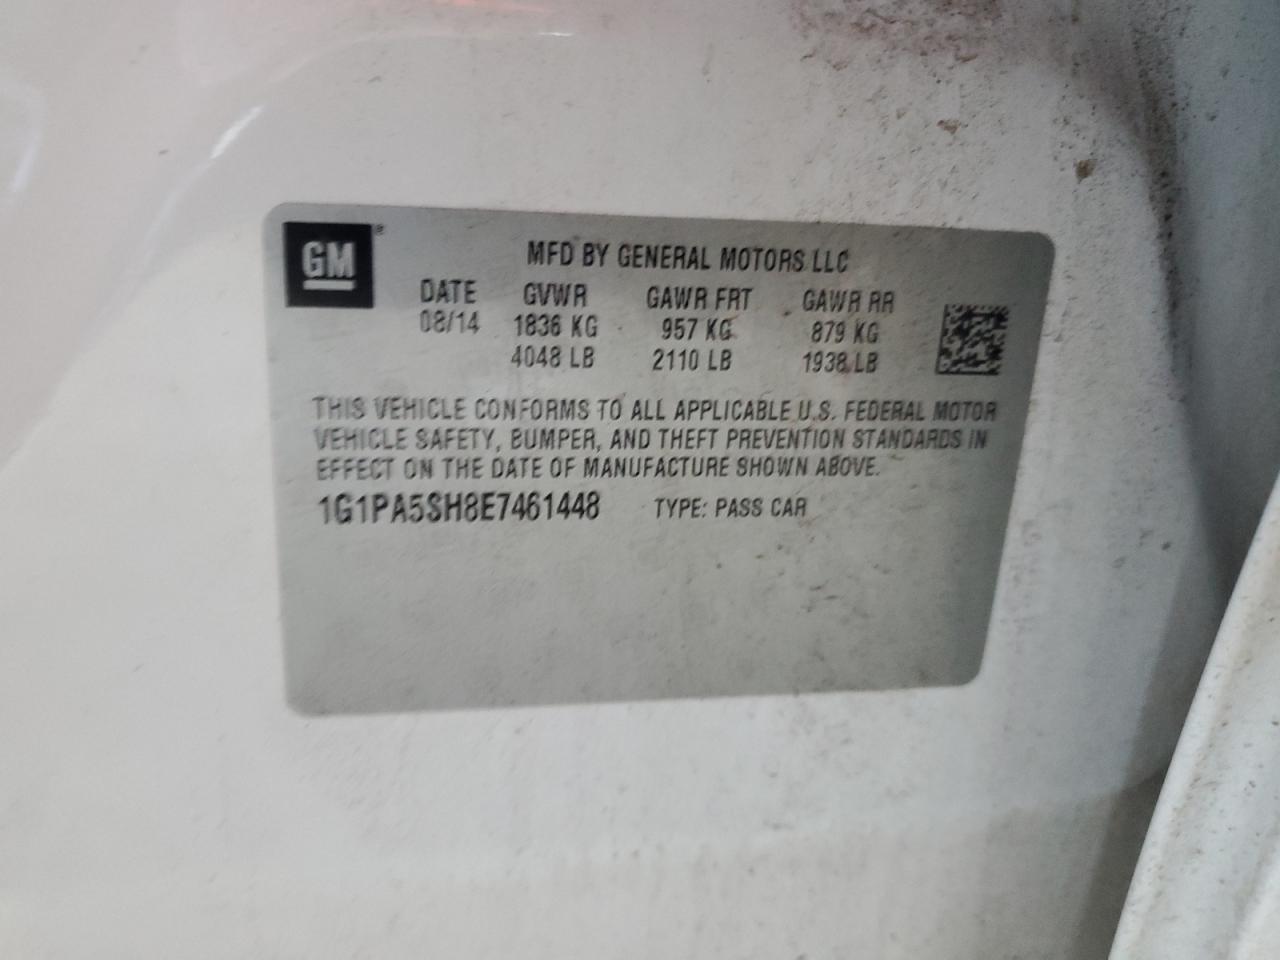 GM®
MFD BY GENERAL MOTORS LLC
DATE GVWR GAWR FRT GAWR RR
08/14 1836 KG 957 KG 879 KG
4048 LB 2110 LB 1938 LB
THIS VEHICLE CONFORMS TO ALL APPLICABLE U.S. FEDERAL MOTOR
VEHICLE SAFETY, BUMPER, AND THEFT PREVENTION STANDARDS IN
EFFECT ON THE DATE OF MANUFACTURE SHOWN ABOVE.
1G1PA5SH8E7461448 TYPE: PASS CAR